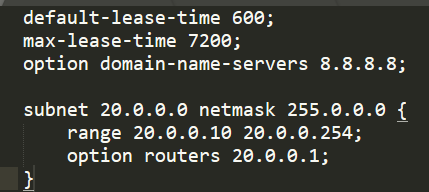 default-lease-time 600;
max-lease-time 7200;
option domain-name-servers 8.8.8.8;

subnet 20.0.0.0 netmask 255.0.0.0 {
    range 20.0.0.10 20.0.0.254;
    option routers 20.0.0.1;
}